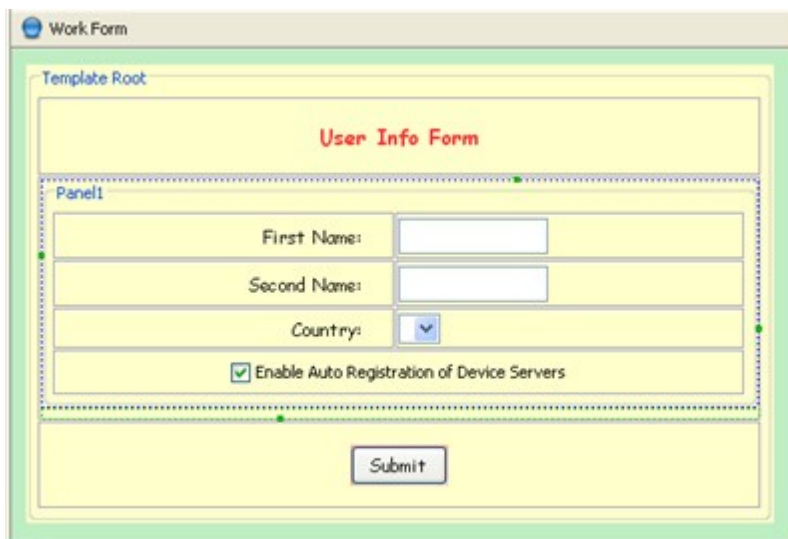 Work Form
Template Root
User Info Form
Panel1
First Name:
Second Name:
Country:
Enable Auto Registration of Device Servers
Submit